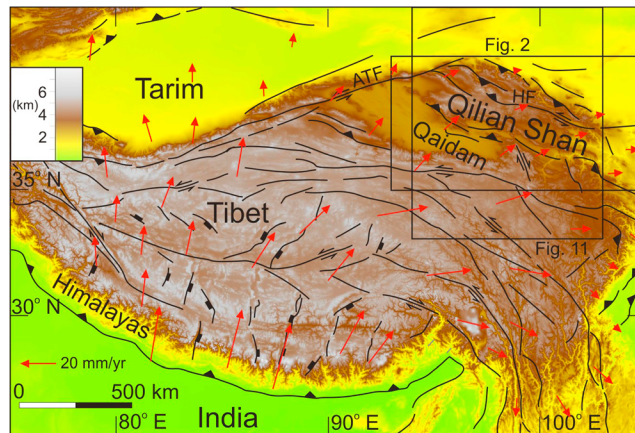 Fig. 2
(km)
6
4
2
ATF
Tarim
HF
Qilian Shan
Qaidam
35° N
Tibet
Fig. 11
Himalayas
30° N
20 mm/yr
0 500 km
India
80° E 90° E 100° E